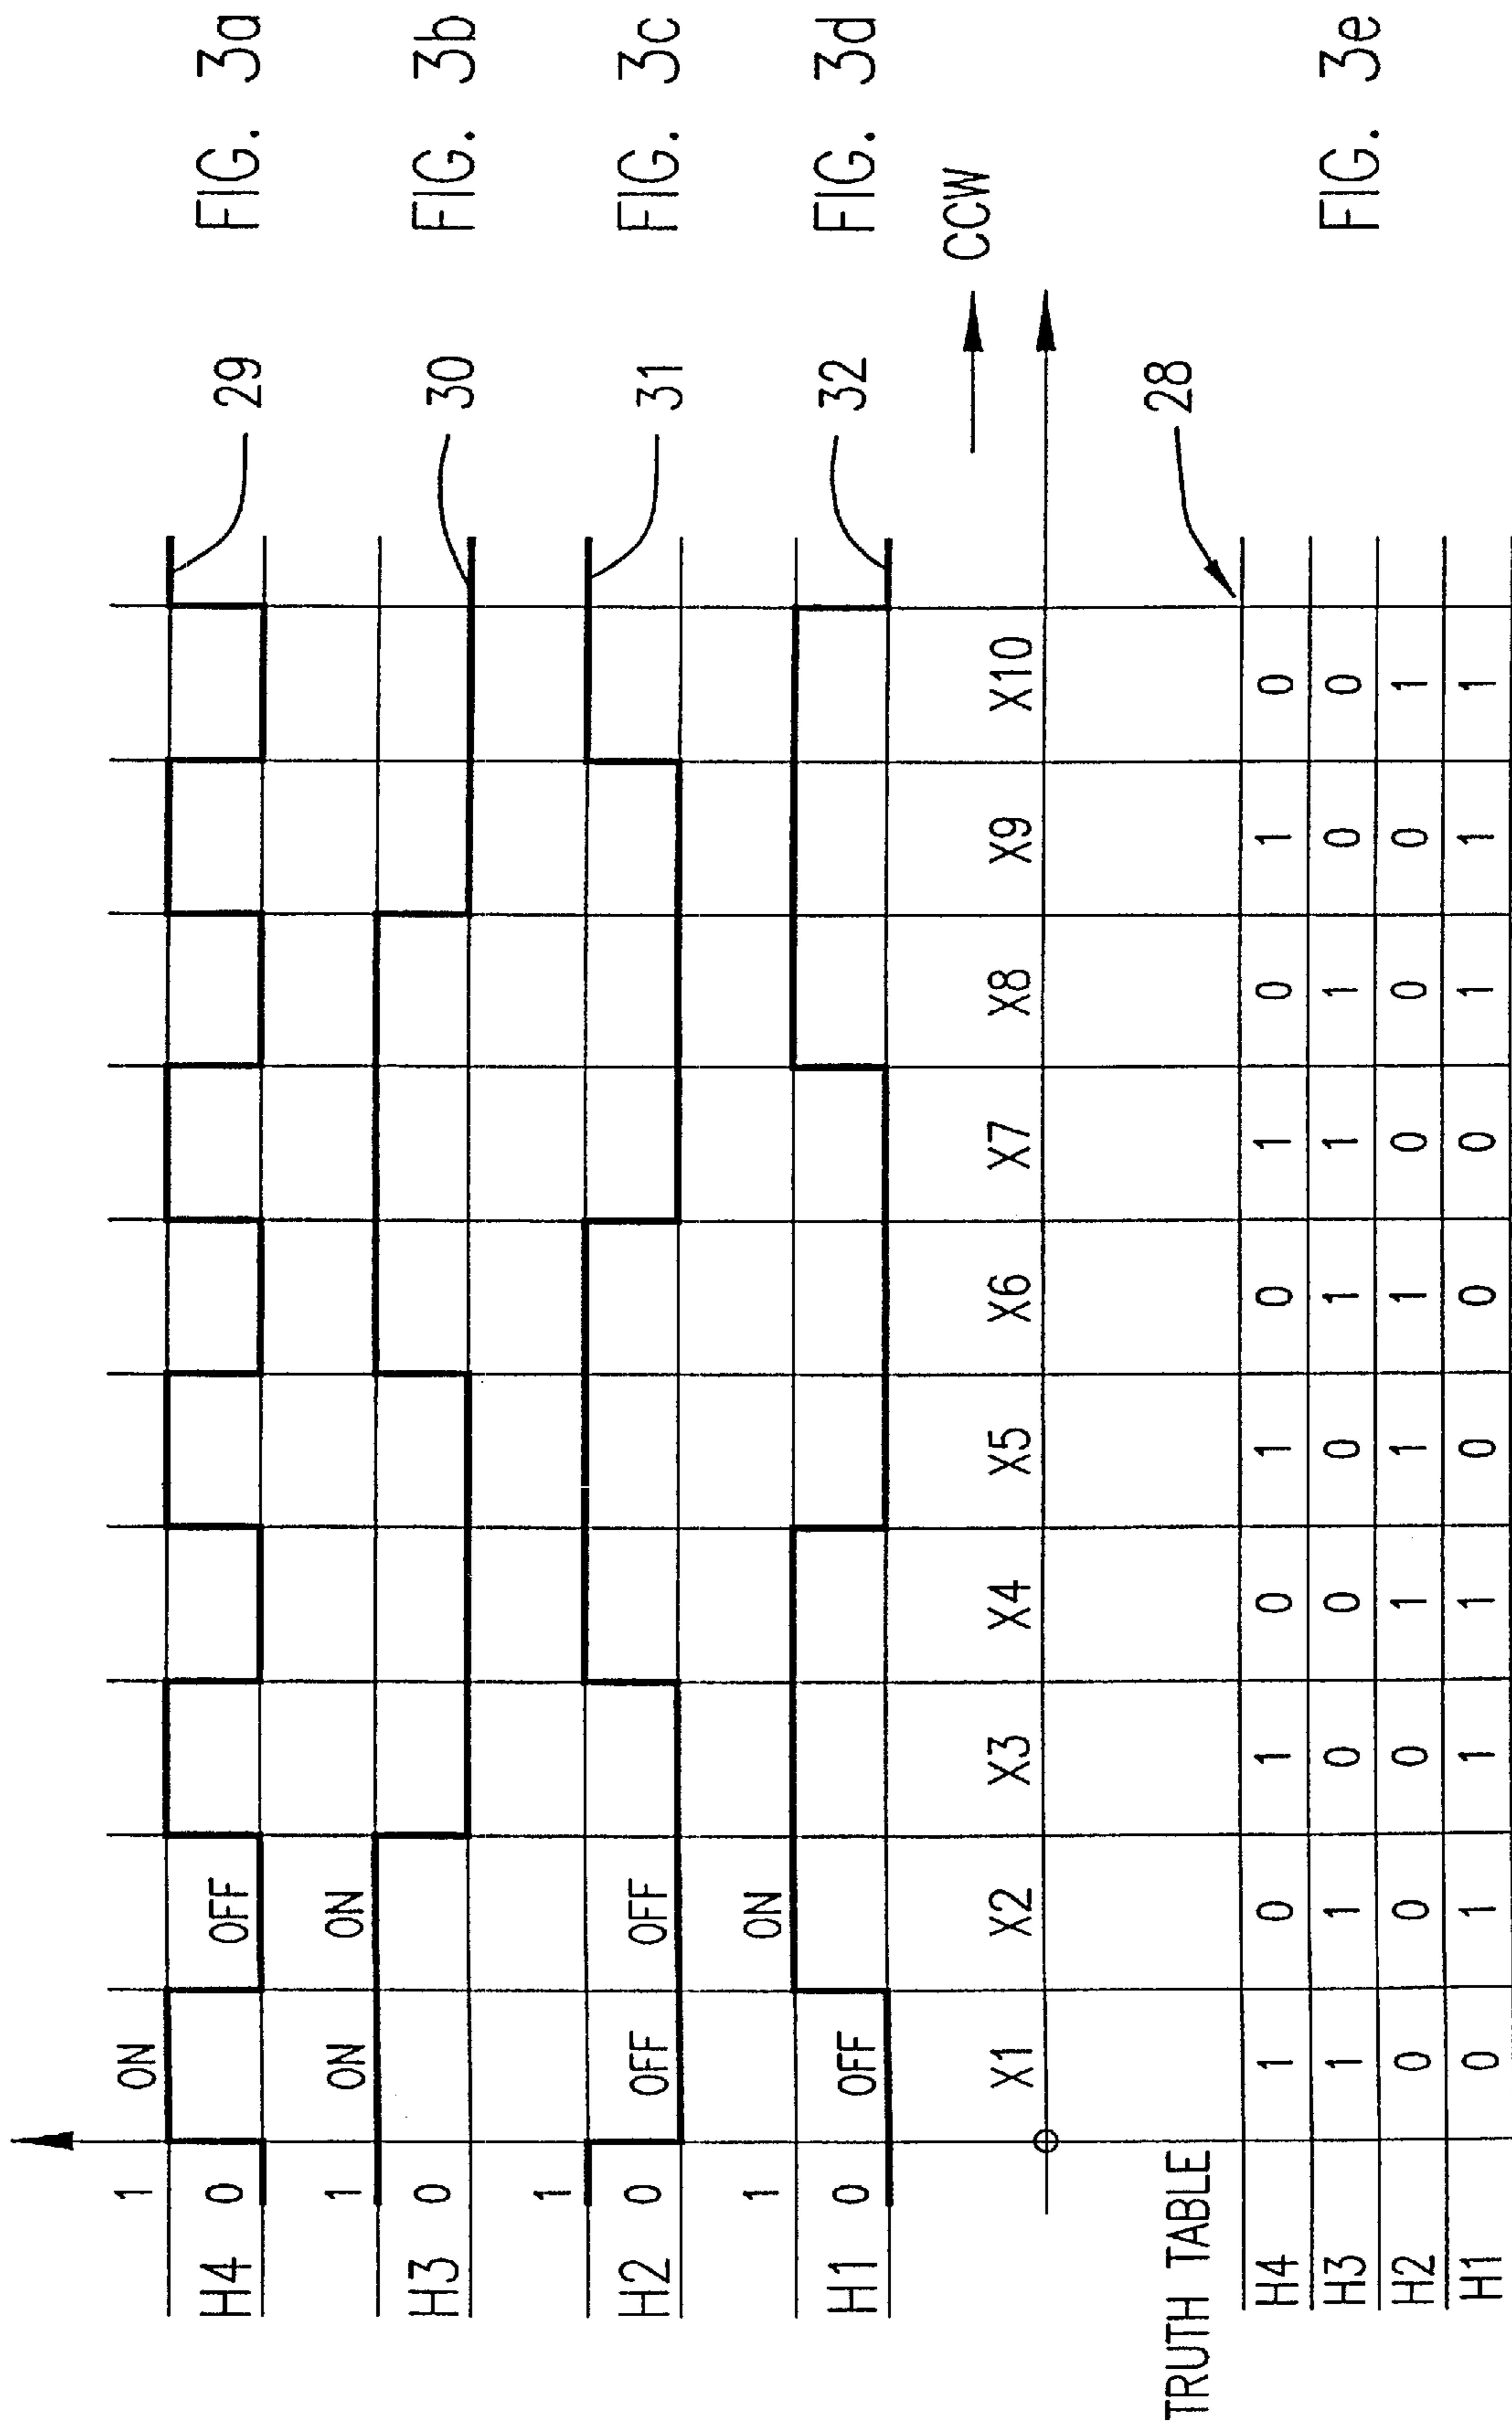 1 ON
H4 0 OFF 29 FIG. 3a
1 ON ON
H3 0 30 FIG. 3b
1
H2 0 OFF OFF 31 FIG. 3c
1 ON
H1 0 OFF 32 FIG. 3d
CCW
X1 X2 X3 X4 X5 X6 X7 X8 X9 X10
TRUTH TABLE 28
H4 1 0 1 0 1 0 1 0 1 0
H3 1 1 0 0 0 1 1 1 0 0 FIG. 3e
H2 0 0 0 1 1 1 0 0 0 1
H1 0 1 1 1 0 0 0 1 1 1